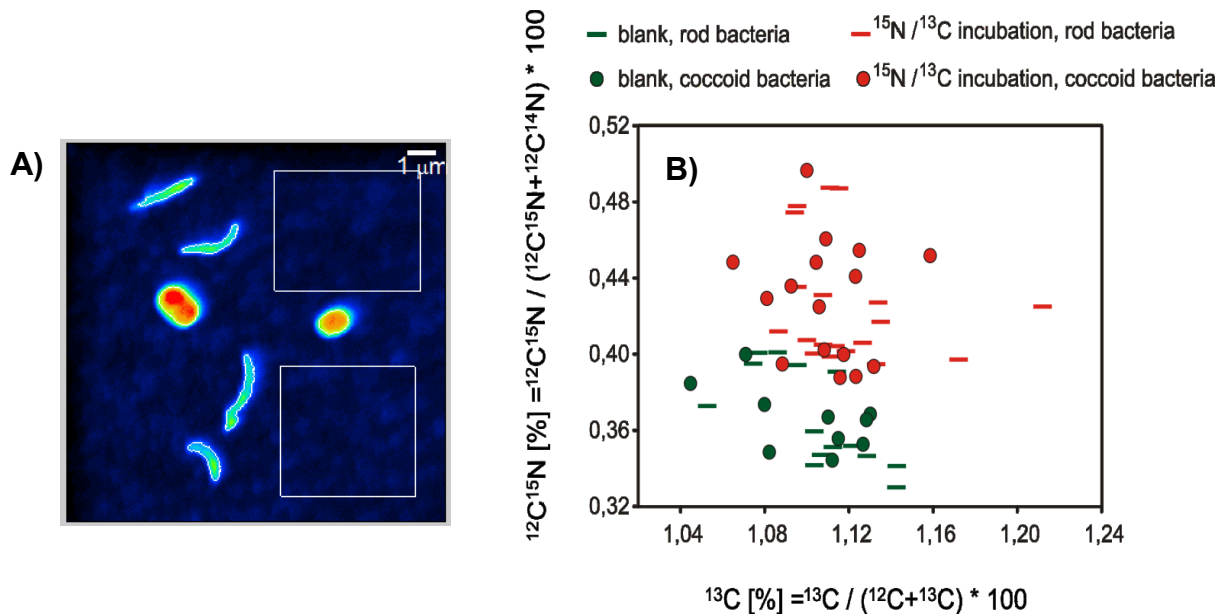 A)
1 µm
blank, rod bacteria
¹⁵N /¹³C incubation, rod bacteria
blank, coccoid bacteria
¹⁵N /¹³C incubation, coccoid bacteria
B)
¹²C¹⁵N [%] =¹²C¹⁵N / (¹²C¹⁵N+¹²C¹⁴N) * 100
0,52
0,48
0,44
0,40
0,36
0,32
1,04 1,08 1,12 1,16 1,20 1,24
¹³C [%] =¹³C / (¹²C+¹³C) * 100